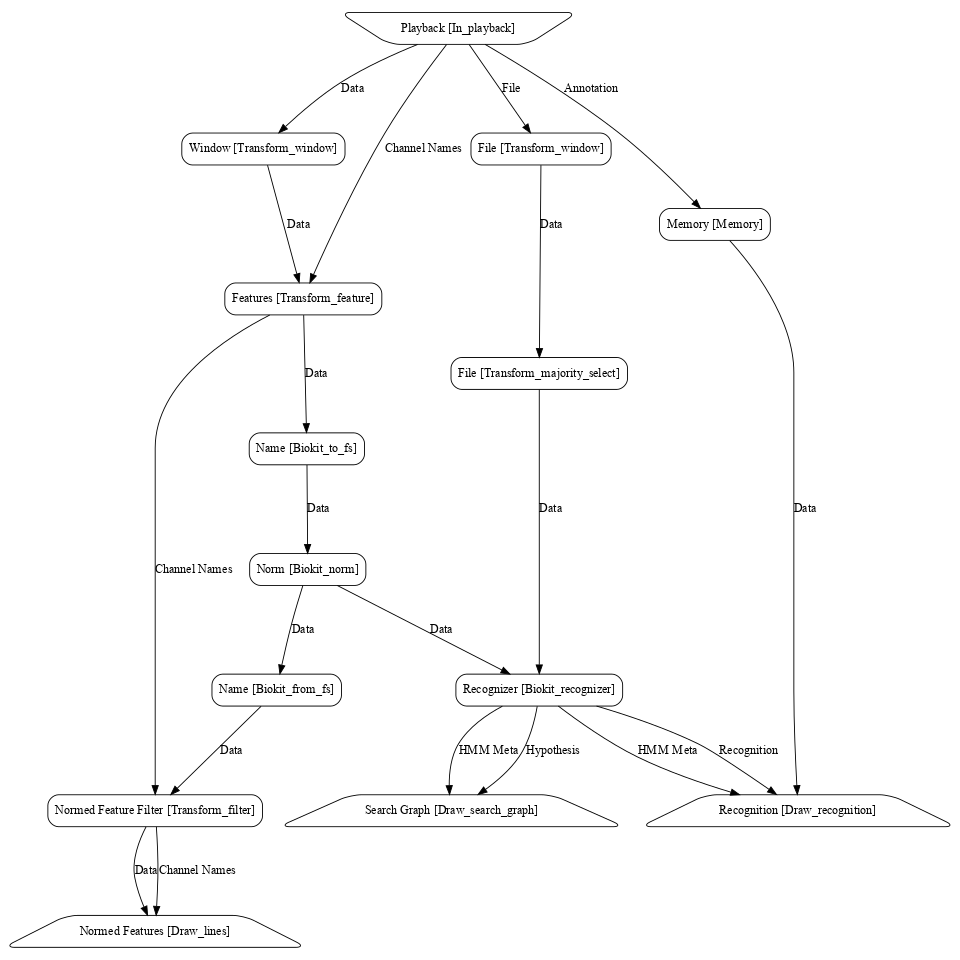 Playback [In_playback]
Data
File
Annotation
Window [Transform_window]
Channel Names
File [Transform_window]
Data
Data
Memory [Memory]
Features [Transform_feature]
Data
File [Transform_majority_select]
Name [Biokit_to_fs]
Data
Data
Data
Channel Names
Norm [Biokit_norm]
Data
Data
Name [Biokit_from_fs]
Recognizer [Biokit_recognizer]
Data
HMM Meta
Hypothesis
HMM Meta
Recognition
Normed Feature Filter [Transform_filter]
Search Graph [Draw_search_graph]
Recognition [Draw_recognition]
Data
Channel Names
Normed Features [Draw_lines]